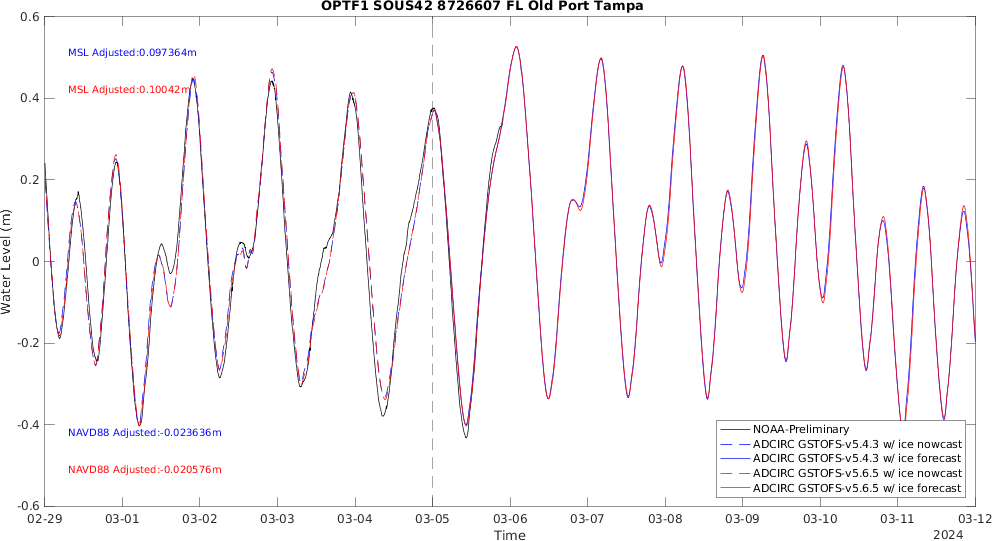 OPTF1 SOUS42 8726607 FL Old Port Tampa
0.6
0.4
0.2
0
-0.2
-0.4
-0.6
Water Level (m)
MSL Adjusted:0.097364m
MSL Adjusted:0.10042m
NAVD88 Adjusted:-0.023636m
NAVD88 Adjusted:-0.020576m
NOAA-Preliminary
ADCIRC GSTOFS-v5.4.3 w/ ice nowcast
ADCIRC GSTOFS-v5.4.3 w/ ice forecast
ADCIRC GSTOFS-v5.6.5 w/ ice nowcast
ADCIRC GSTOFS-v5.6.5 w/ ice forecast
02-29 03-01 03-02 03-03 03-04 03-05 03-06 03-07 03-08 03-09 03-10 03-11 03-12
Time
2024